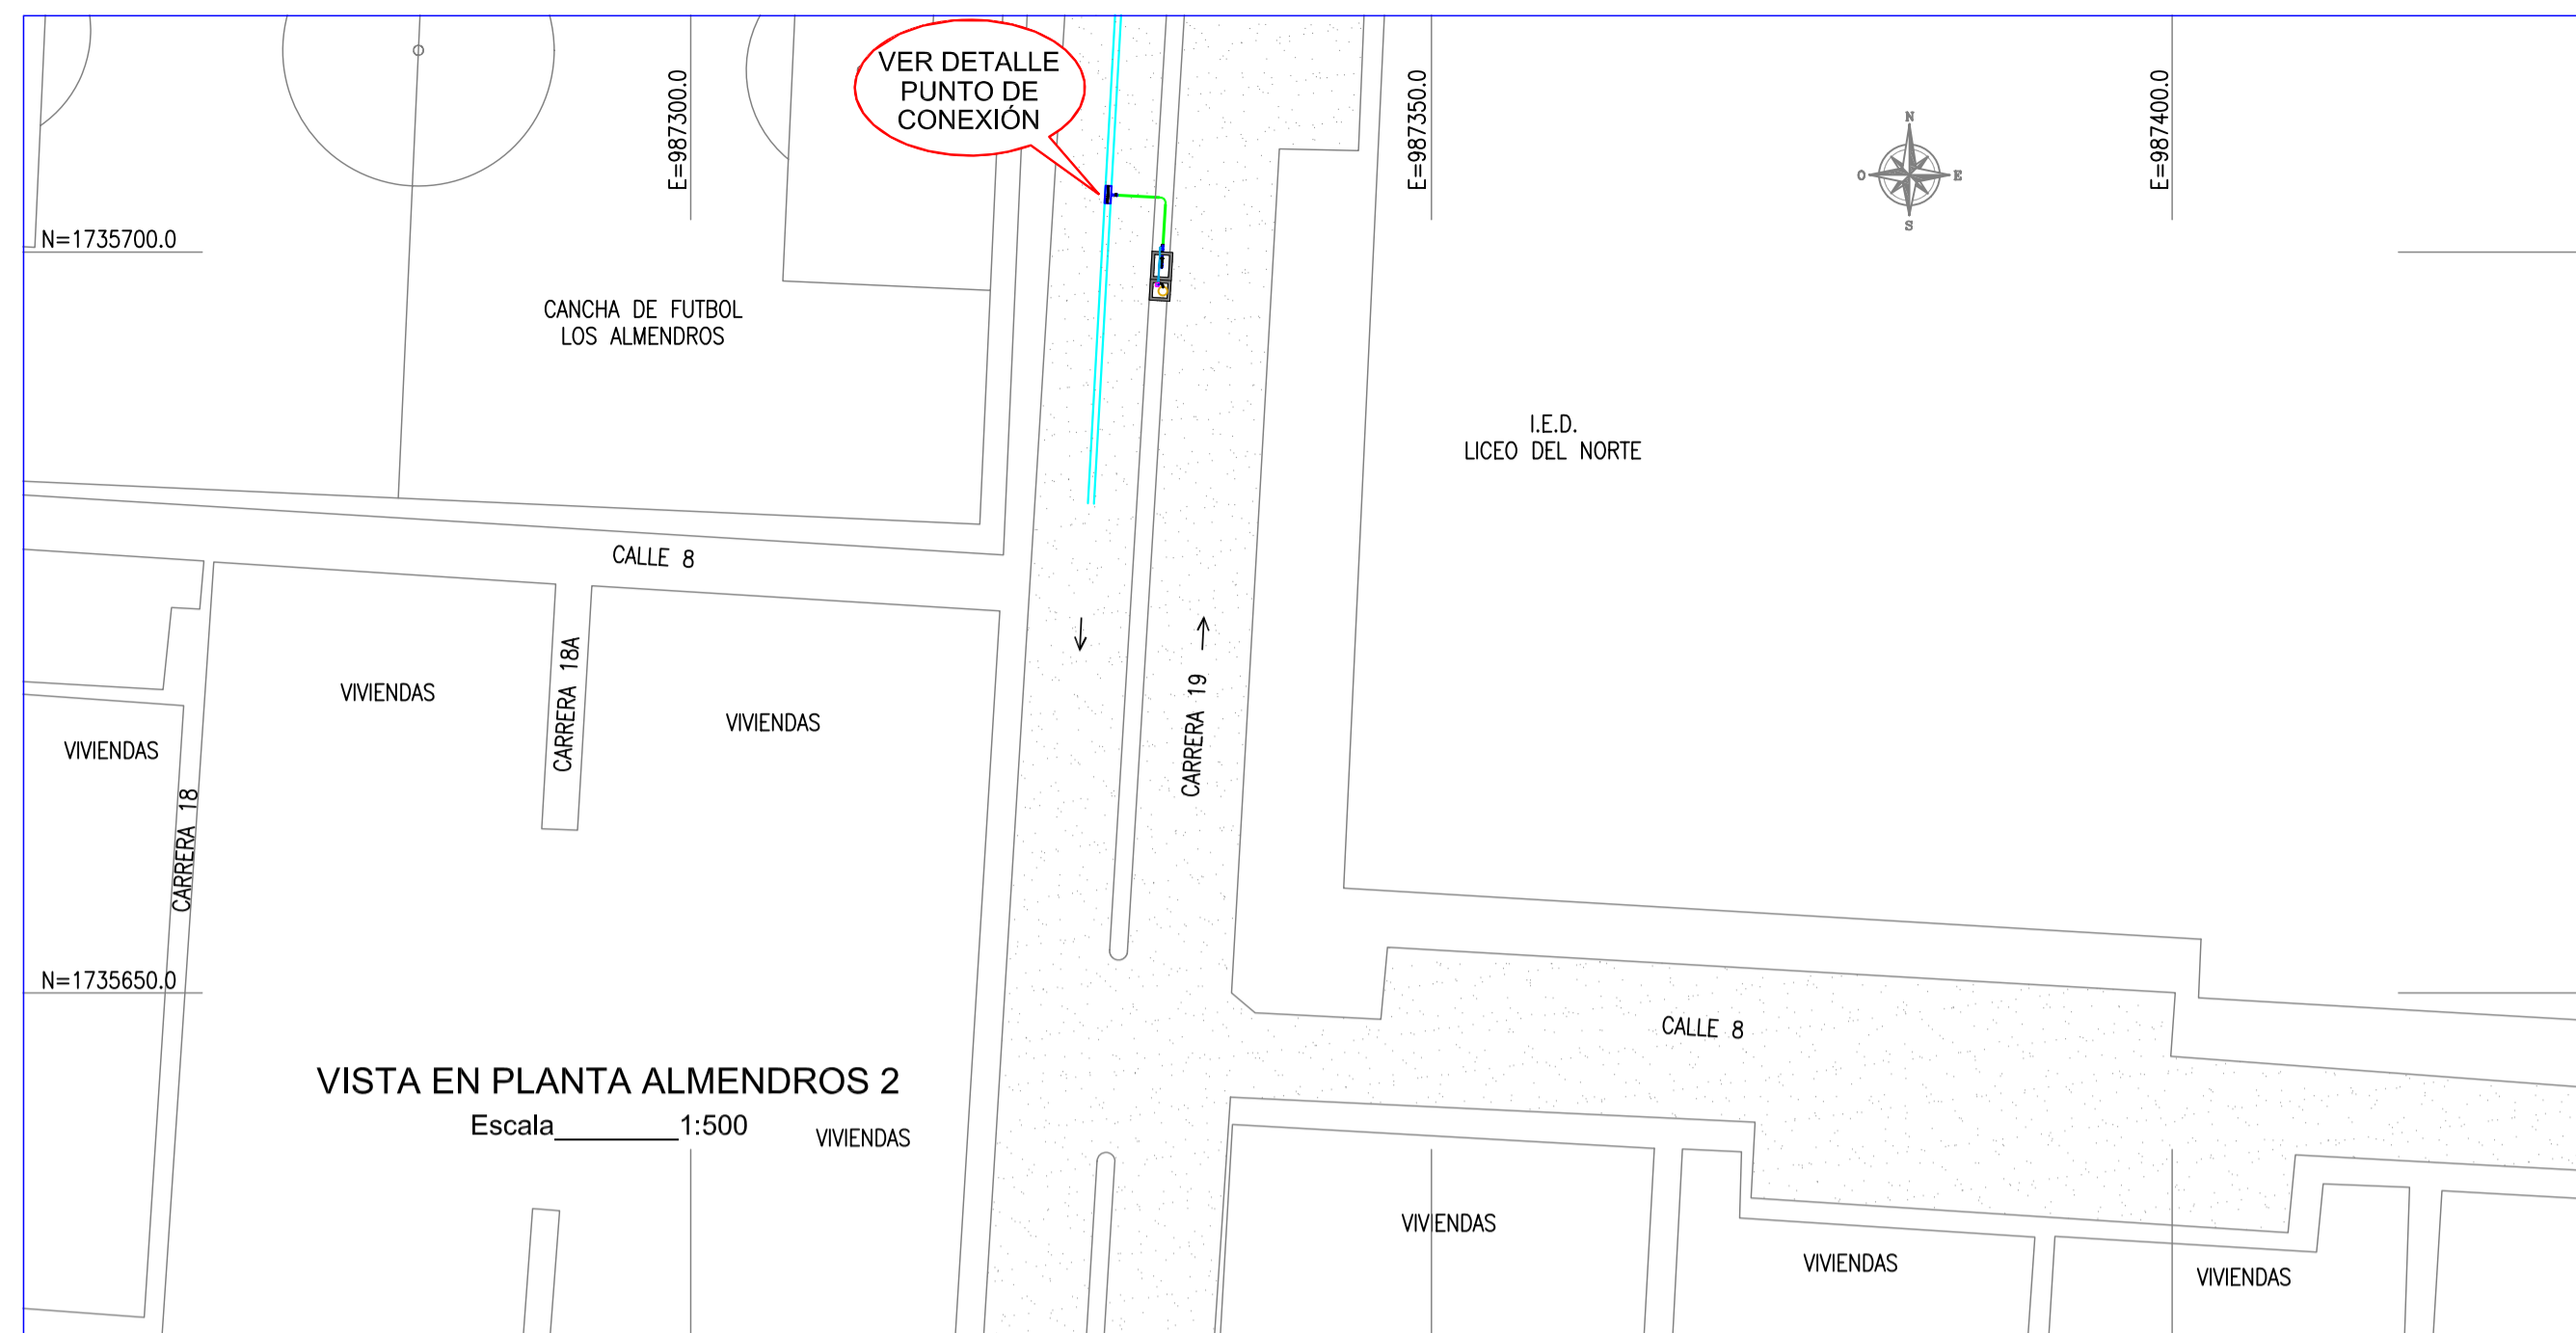 VER DETALLE
PUNTO DE
CONEXIÓN
E=987300.0
E=987350.0
E=987400.0
N
O
E
S
N=1735700.0
CANCHA DE FUTBOL
LOS ALMENDROS
I.E.D.
LICEO DEL NORTE
CALLE 8
CARRERA 18A
VIVIENDAS
VIVIENDAS
VIVIENDAS
CARRERA 19
CARRERA 18
N=1735650.0
CALLE 8
VISTA EN PLANTA ALMENDROS 2
Escala__________1:500
VIVIENDAS
VIVIENDAS
VIVIENDAS
VIVIENDAS